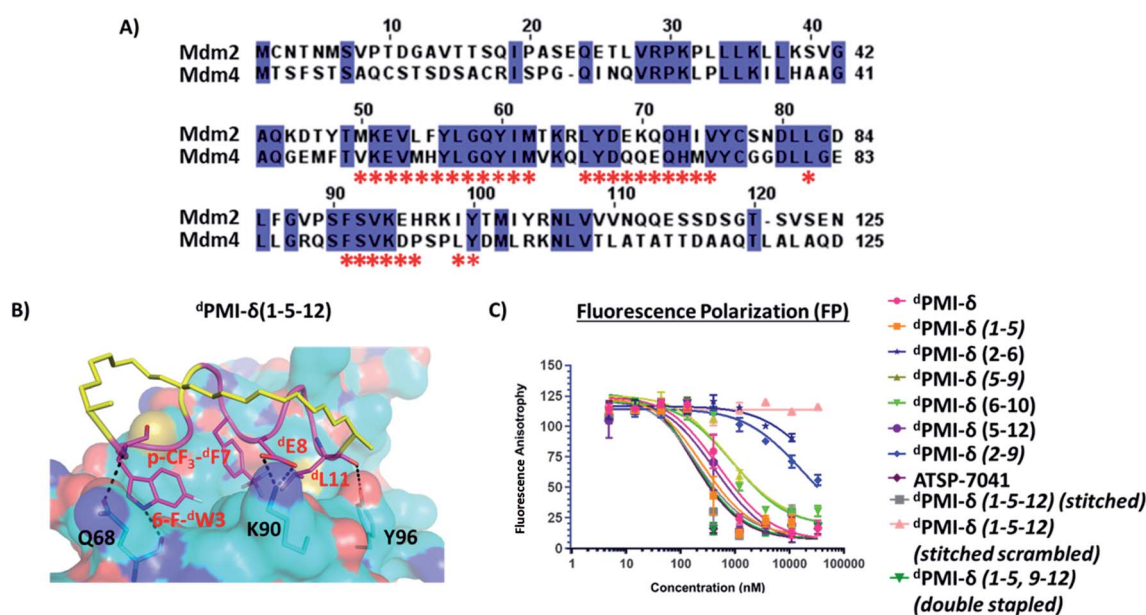 A)
10 20 30 40
Mdm2 MCNTNMSVPTDGAVTTSQIPASEQETLVRPKPLLLKLLKSVG 42
Mdm4 MTSFSTSAQCSTSDSACRISPG-QINQVRPKLPLLKILHAAG 41
50 60 70 80
Mdm2 AQKDTYTMKEVLFYLGQYIMTKRLYDEKQQHIVYCSNDLLGD 84
Mdm4 AQGEMFTVKEVMHYLGQYIMVKQLYDQQEQHMVYCGGDLLGE 83
************* ********** *
90 100 110 120
Mdm2 LFGVPSFSVKEHRKIYTMIYRNLVVVNQQESSDSGT-SVSEN 125
Mdm4 LLGRQSFSVKDPSPLYDMLRKNLVTLATATTDAAQTLALAQD 125
****** **
B)
ᵈPMI-δ(1-5-12)
p-CF₃-ᵈF7
ᵈE8
ᵈL11
6-F-ᵈW3
Q68
K90
Y96
C)
Fluorescence Polarization (FP)
Fluorescence Anisotropy
150
125
100
75
50
25
0
1 10 100 1000 10000 100000
Concentration (nM)
ᵈPMI-δ
ᵈPMI-δ (1-5)
ᵈPMI-δ (2-6)
ᵈPMI-δ (5-9)
ᵈPMI-δ (6-10)
ᵈPMI-δ (5-12)
ᵈPMI-δ (2-9)
ATSP-7041
ᵈPMI-δ (1-5-12) (stitched)
ᵈPMI-δ (1-5-12)
(stitched scrambled)
ᵈPMI-δ (1-5, 9-12)
(double stapled)